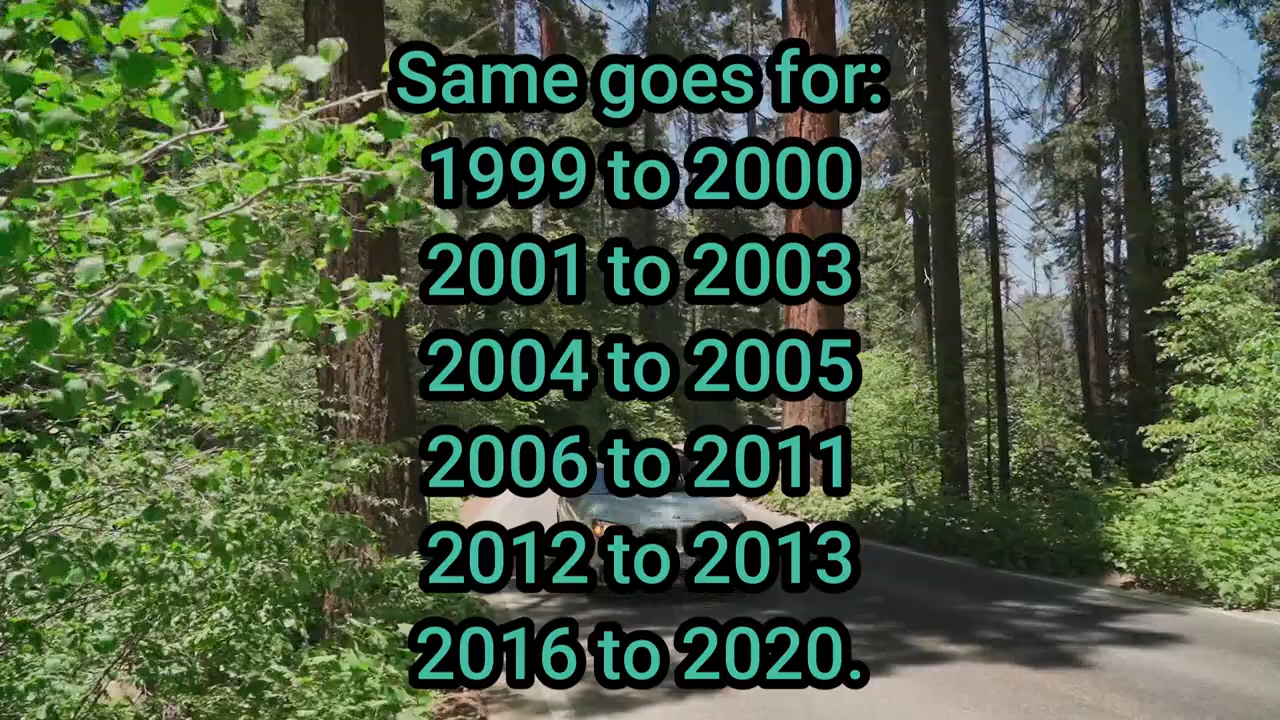 Same goes for:
1999 to 2000
2001 to 2003
2004 to 2005
2006 to 2011
2012 to 2013
2016 to 2020.